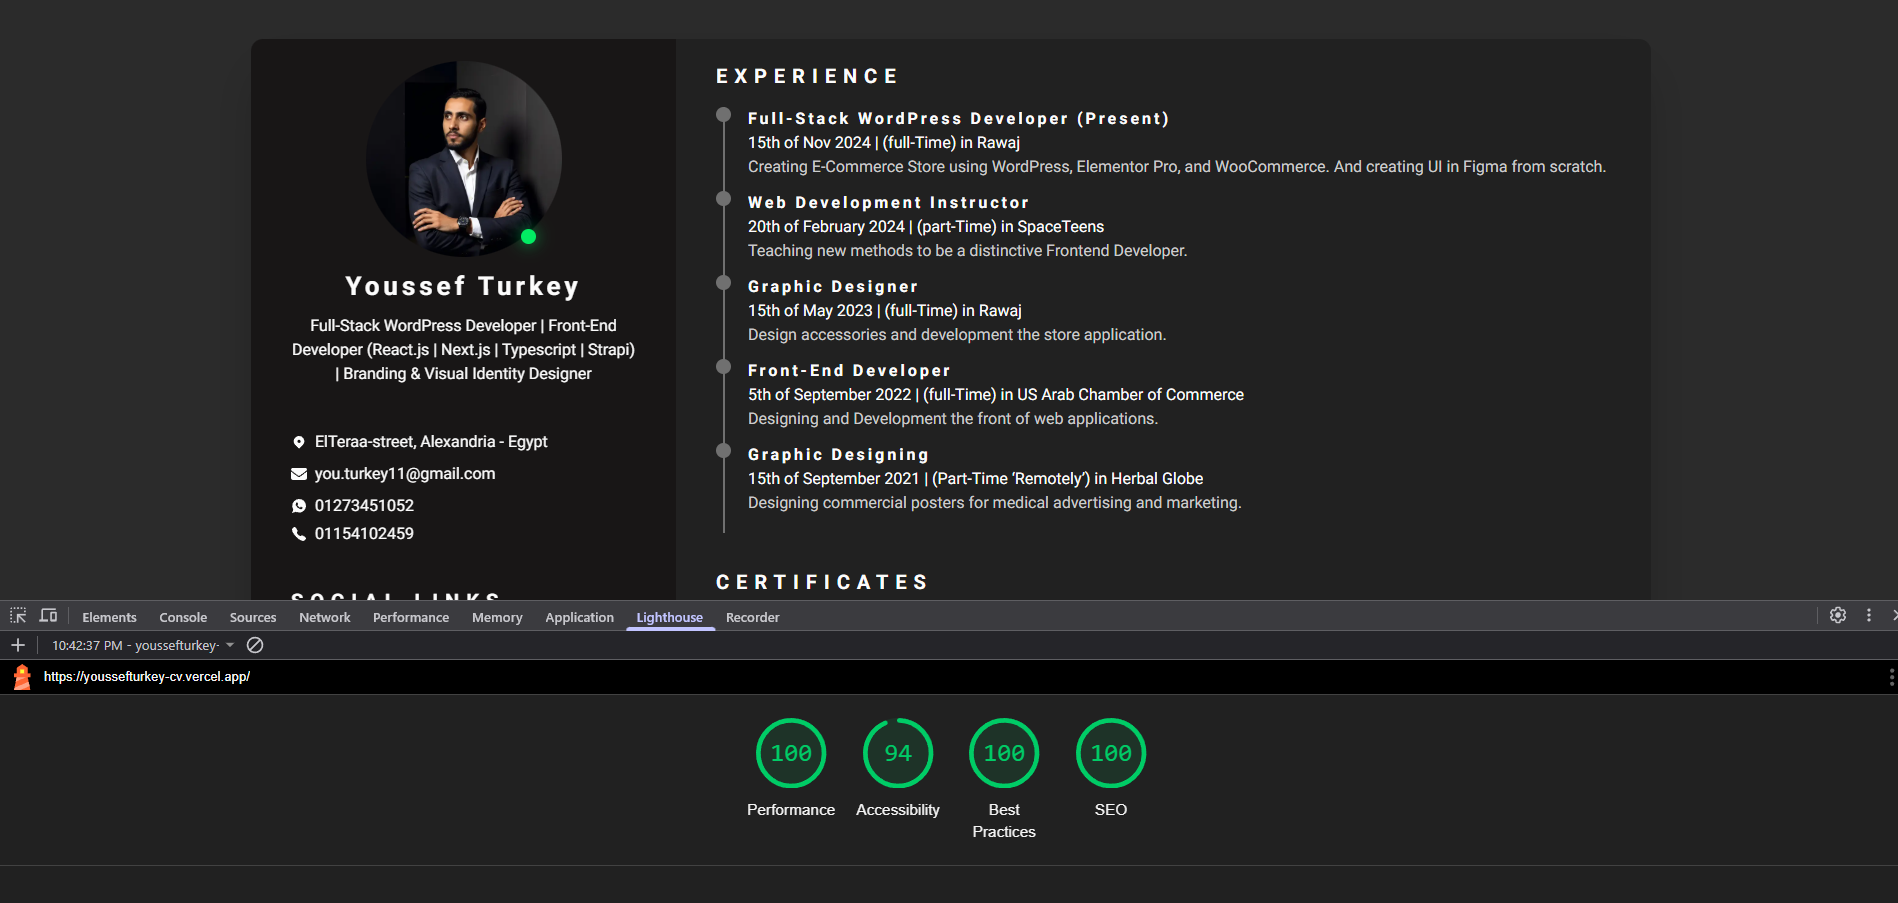 Youssef Turkey
Full-Stack WordPress Developer | Front-End
Developer (React.js | Next.js | Typescript | Strapi)
| Branding & Visual Identity Designer
ElTeraa-street, Alexandria - Egypt
you.turkey11@gmail.com
01273451052
01154102459
SOCIAL LINKS
EXPERIENCE
Full-Stack WordPress Developer (Present)
15th of Nov 2024 | (full-Time) in Rawaj
Creating E-Commerce Store using WordPress, Elementor Pro, and WooCommerce. And creating UI in Figma from scratch.
Web Development Instructor
20th of February 2024 | (part-Time) in SpaceTeens
Teaching new methods to be a distinctive Frontend Developer.
Graphic Designer
15th of May 2023 | (full-Time) in Rawaj
Design accessories and development the store application.
Front-End Developer
5th of September 2022 | (full-Time) in US Arab Chamber of Commerce
Designing and Development the front of web applications.
Graphic Designing
15th of September 2021 | (Part-Time ‘Remotely’) in Herbal Globe
Designing commercial posters for medical advertising and marketing.
CERTIFICATES
Elements Console Sources Network Performance Memory Application Lighthouse Recorder
10:42:37 PM - youssefturkey-
https://youssefturkey-cv.vercel.app/
100 94 100 100
Performance Accessibility Best Practices SEO